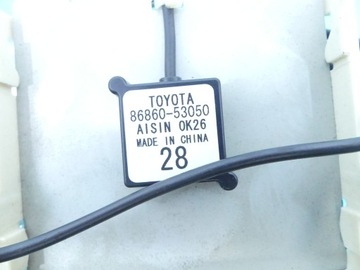 TOYOTA
86860-53050
AISIN 0K26
MADE IN CHINA
28